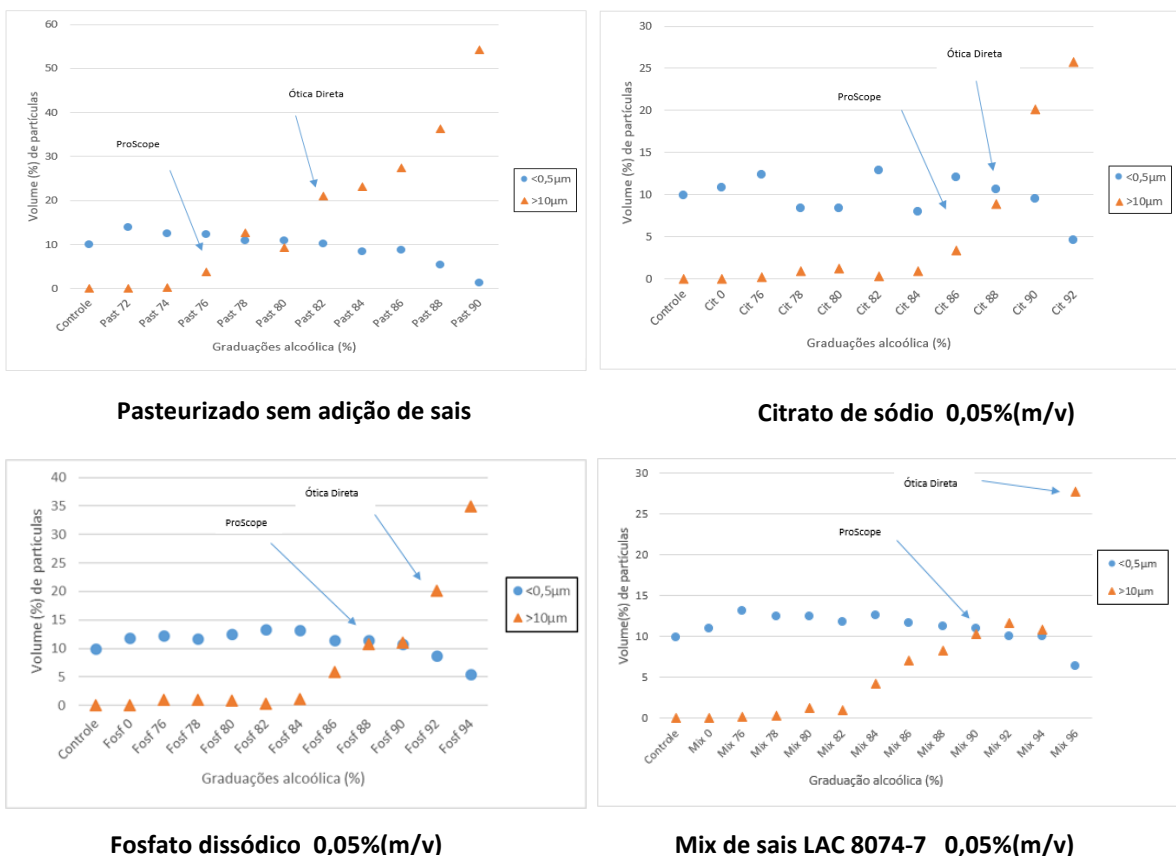 60
50
40
30
20
10
0
Volume (%) de partículas
ProScope
Ótica Direta
<0,5µm
>10µm
Controle
Past 72
Past 74
Past 76
Past 78
Past 80
Past 82
Past 84
Past 86
Past 88
Past 90
Graduações alcoólica (%)
Pasteurizado sem adição de sais
30
25
20
15
10
5
0
Volume (%) de partículas
ProScope
Ótica Direta
<0,5µm
>10µm
Controle
Cit 0
Cit 76
Cit 78
Cit 80
Cit 82
Cit 84
Cit 86
Cit 88
Cit 90
Cit 92
Graduações alcoólica (%)
Citrato de sódio 0,05%(m/v)
40
35
30
25
20
15
10
5
0
Volume (%) de partículas
ProScope
Ótica Direta
<0,5µm
>10µm
Controle
Fosf 0
Fosf 76
Fosf 78
Fosf 80
Fosf 82
Fosf 84
Fosf 86
Fosf 88
Fosf 90
Fosf 92
Fosf 94
Graduações alcoólica (%)
Fosfato dissódico 0,05%(m/v)
30
25
20
15
10
5
0
Volume(%) de partículas
ProScope
Ótica Direta
<0,5µm
>10µm
Controle
Mix 0
Mix 76
Mix 78
Mix 80
Mix 82
Mix 84
Mix 86
Mix 88
Mix 90
Mix 92
Mix 94
Mix 96
Graduação alcoólica (%)
Mix de sais LAC 8074-7 0,05%(m/v)